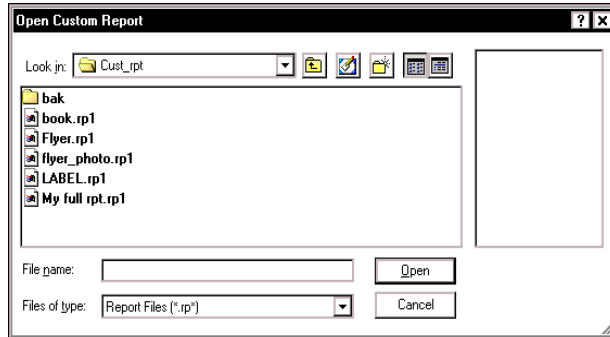 Open Custom Report
Look in: Cust_rpt
bak
book.rp1
Flyer.rp1
flyer_photo.rp1
LABEL.rp1
My full rpt.rp1
File name: Open
Files of type: Report Files (*.rp*) Cancel